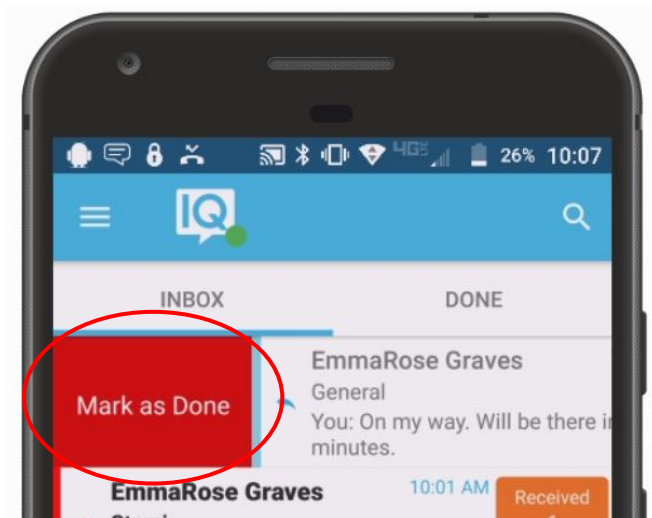 4G
26% 10:07
IQ
INBOX DONE
Mark as Done
EmmaRose Graves
General
You: On my way. Will be there
minutes.
EmmaRose Graves 10:01 AM Received